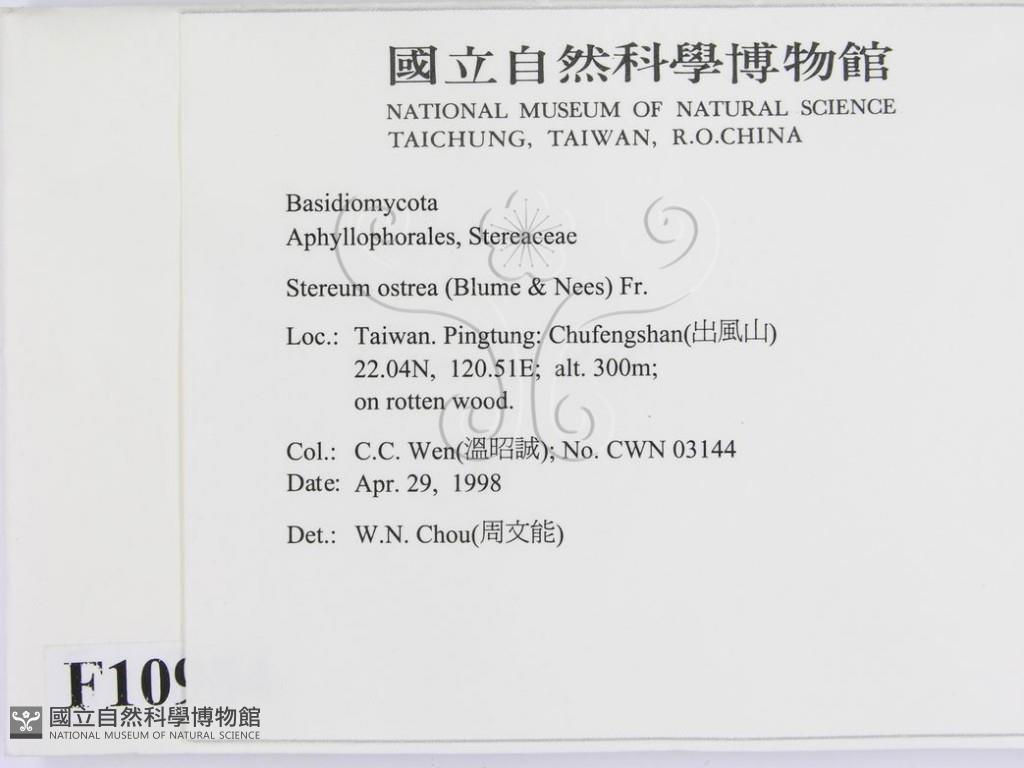 國立自然科學博物館
NATIONAL MUSEUM OF NATURAL SCIENCE
TAICHUNG, TAIWAN, R.O.CHINA
Basidiomycota
Aphyllophorales, Stereaceae
Stereum ostrea (Blume & Nees) Fr.
Loc.: Taiwan. Pingtung: Chufengshan(出風山)
22.04N, 120.51E; alt. 300m;
on rotten wood.
Col.: C.C. Wen(溫昭誠); No. CWN 03144
Date: Apr. 29, 1998
Det.: W.N. Chou(周文能)
F109
國立自然科學博物館
NATIONAL MUSEUM OF NATURAL SCIENCE